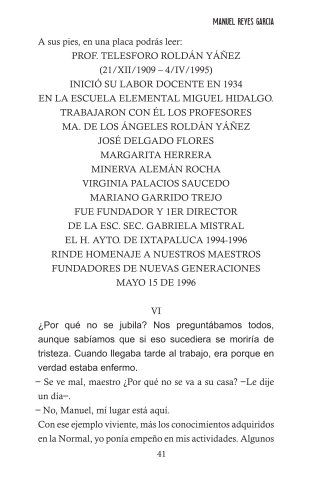 MANUEL REYES GARCIA
A sus pies, en una placa podrás leer:
PROF. TELESFORO ROLDÁN YÁÑEZ
(21/XII/1909 – 4/IV/1995)
INICIÓ SU LABOR DOCENTE EN 1934
EN LA ESCUELA ELEMENTAL MIGUEL HIDALGO.
TRABAJARON CON ÉL LOS PROFESORES
MA. DE LOS ÁNGELES ROLDÁN YÁÑEZ
JOSÉ DELGADO FLORES
MARGARITA HERRERA
MINERVA ALEMÁN ROCHA
VIRGINIA PALACIOS SAUCEDO
MARIANO GARRIDO TREJO
FUE FUNDADOR Y 1ER DIRECTOR
DE LA ESC. SEC. GABRIELA MISTRAL
EL H. AYTO. DE IXTAPALUCA 1994-1996
RINDE HOMENAJE A NUESTROS MAESTROS
FUNDADORES DE NUEVAS GENERACIONES
MAYO 15 DE 1996
VI
¿Por qué no se jubila? Nos preguntábamos todos,
aunque sabíamos que si eso sucediera se moriría de
tristeza. Cuando llegaba tarde al trabajo, era porque en
verdad estaba enfermo.
– Se ve mal, maestro ¿Por qué no se va a su casa? –Le dije
un día–.
– No, Manuel, mi lugar está aquí.
Con ese ejemplo viviente, más los conocimientos adquiridos
en la Normal, yo ponía empeño en mis actividades. Algunos
41